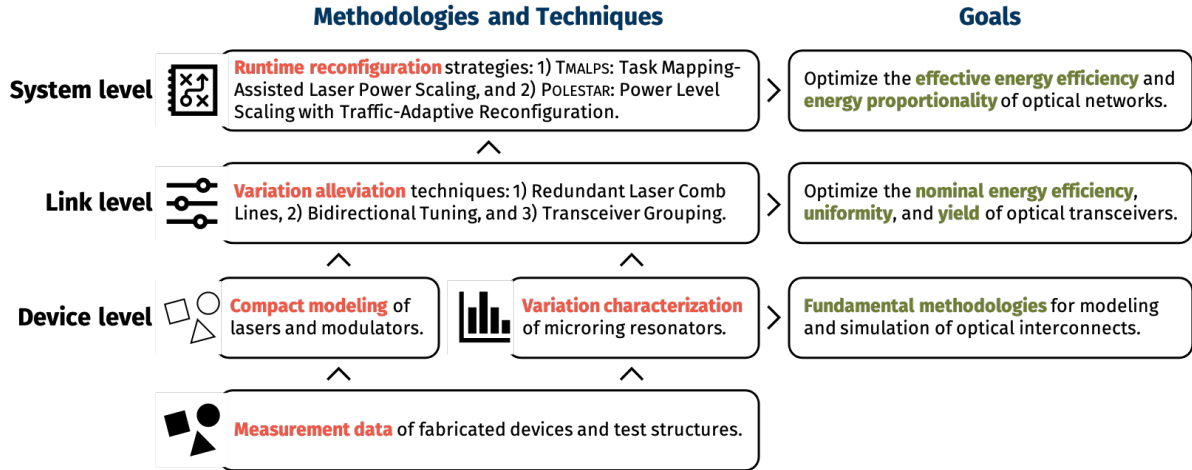 Methodologies and Techniques
Goals
System level
Runtime reconfiguration strategies: 1) TMALPS: Task Mapping-
Assisted Laser Power Scaling, and 2) POLESTAR: Power Level
Scaling with Traffic-Adaptive Reconfiguration.
Optimize the effective energy efficiency and
energy proportionality of optical networks.
Link level
Variation alleviation techniques: 1) Redundant Laser Comb
Lines, 2) Bidirectional Tuning, and 3) Transceiver Grouping.
Optimize the nominal energy efficiency,
uniformity, and yield of optical transceivers.
Device level
Compact modeling of
lasers and modulators.
Variation characterization
of microring resonators.
Fundamental methodologies for modeling
and simulation of optical interconnects.
Measurement data of fabricated devices and test structures.